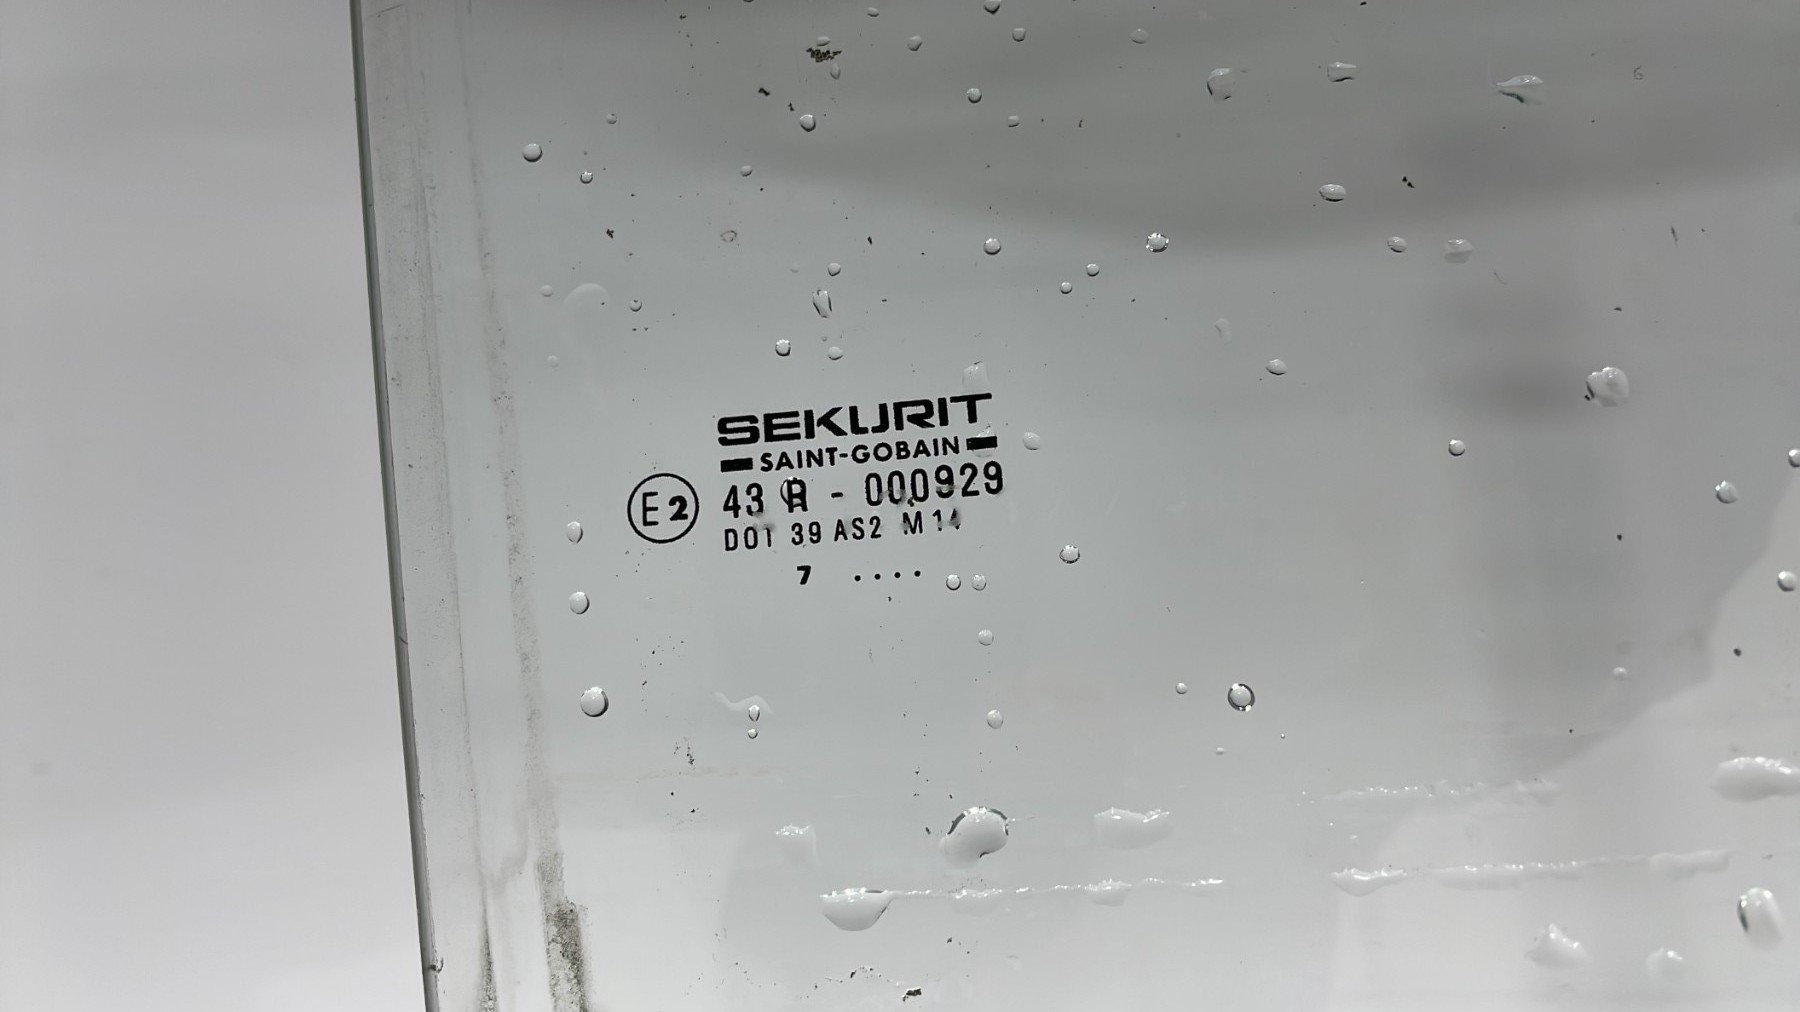 SEKURIT
SAINT-GOBAIN
E2 43 R - 000929
DOT 39 AS2 M14
7 ....